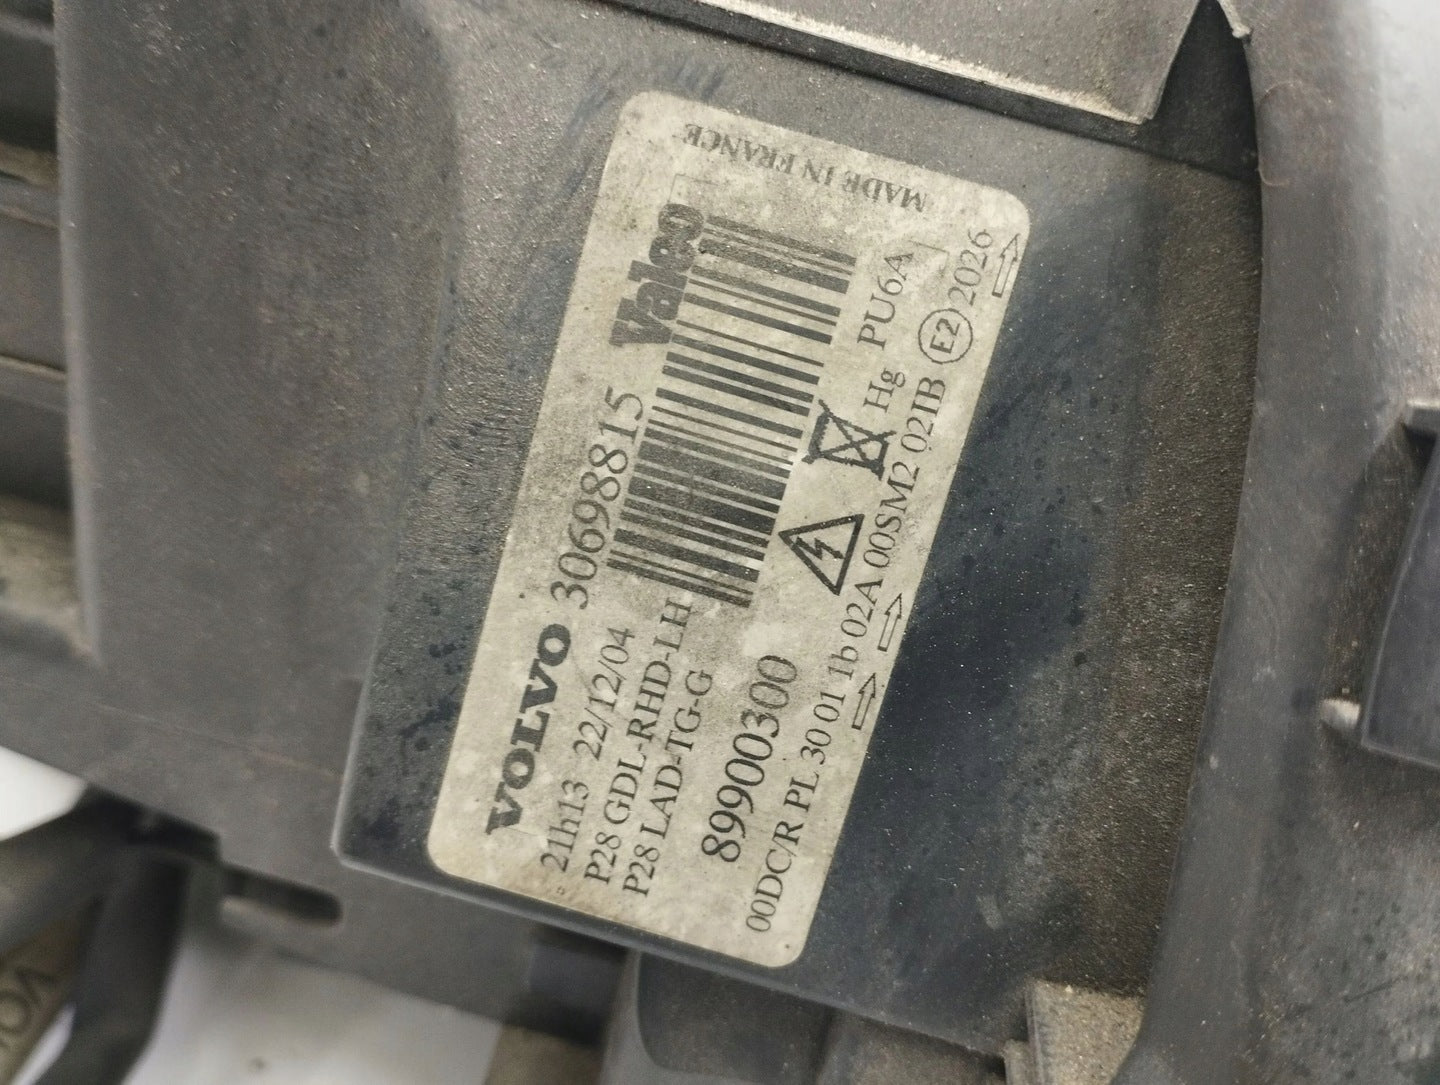 VOLVO 30698815 Valeo
21h13 22/12/04
P28 GDL-RHD-LH
P28 LAD-TG-G
89900300
Hg PU6A
00DC/R PL 30 01 1b 02A 00SM2 02IB E2 2026
MADE IN FRANCE
VOL